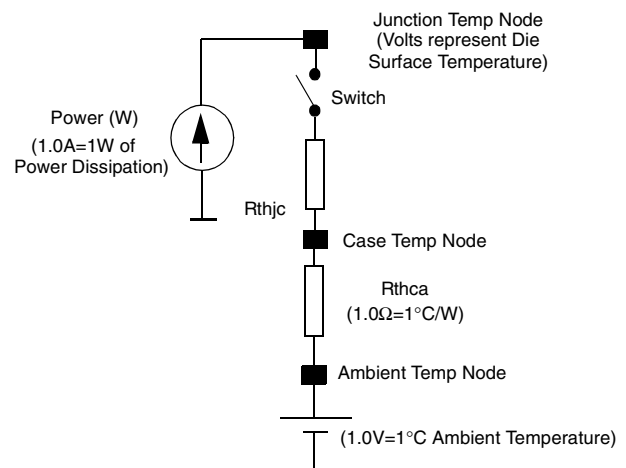 Junction Temp Node
(Volts represent Die
Surface Temperature)
Switch
Power (W)
(1.0A=1W of
Power Dissipation)
Rthjc
Case Temp Node
Rthca
(1.0Ω=1°C/W)
Ambient Temp Node
(1.0V=1°C Ambient Temperature)